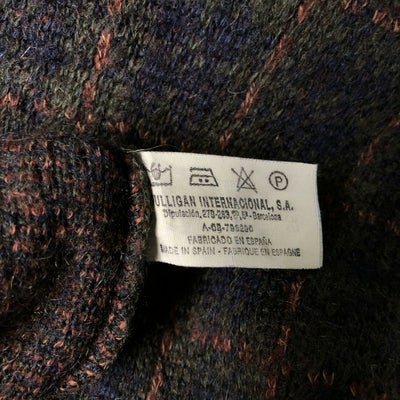 ULLIGAN INTERNACIONAL, S.A.
Diputación, - Barcelona
FABRICADO EN ESPAÑA
MADE IN SPAIN - FABRIQUE EN ESPAGNE
P